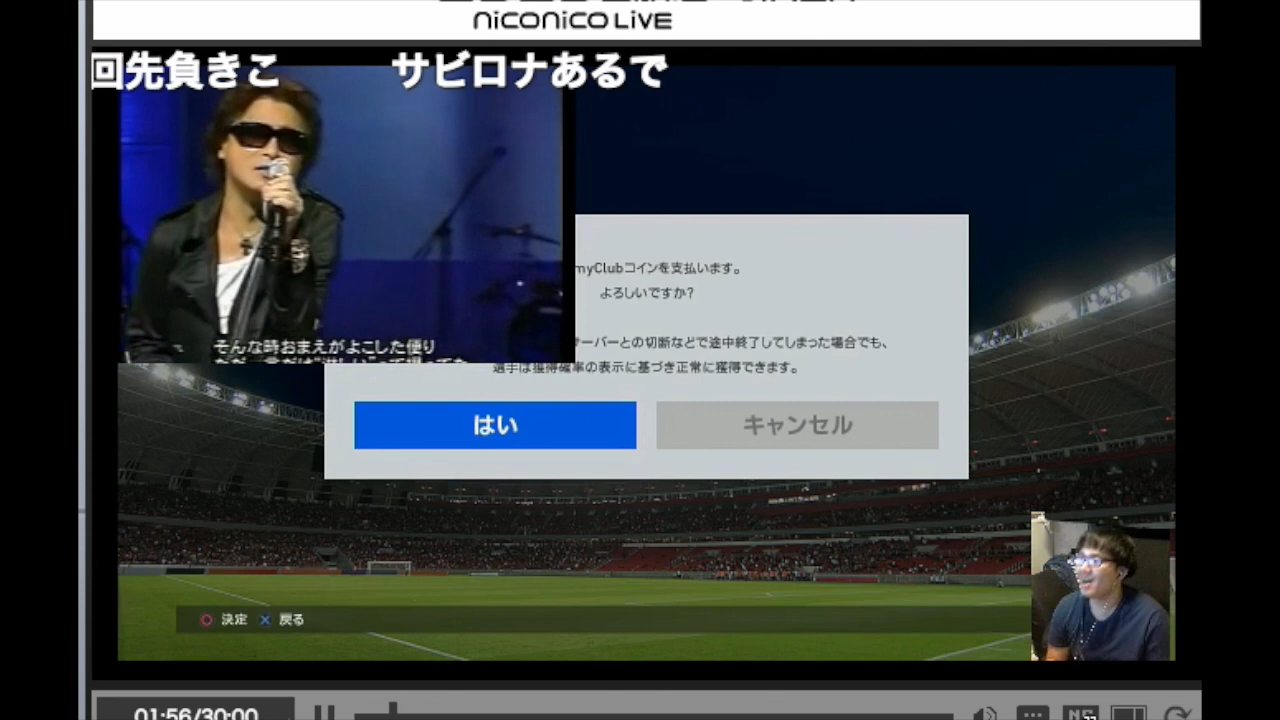 niconico LiVE
回先負きこ
サビロナあるで
myClubコインを支払います。
よろしいですか?
ーバーとの切断などで途中終了してしまった場合でも、
選手は獲得確率の表示に基づき正常に獲得できます。
そんな時おまえがよこした便り
はい
キャンセル
決定 戻る
01:56/30:00